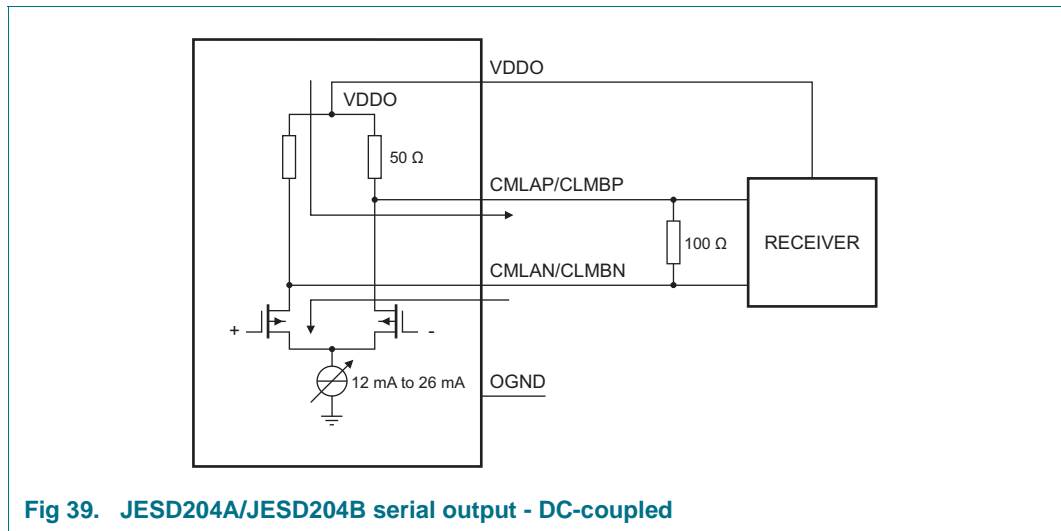 VDDO
VDDO
50 Ω
CMLAP/CLMBP
100 Ω
RECEIVER
CMLAN/CLMBN
+
-
12 mA to 26 mA
OGND
Fig 39. JESD204A/JESD204B serial output - DC-coupled